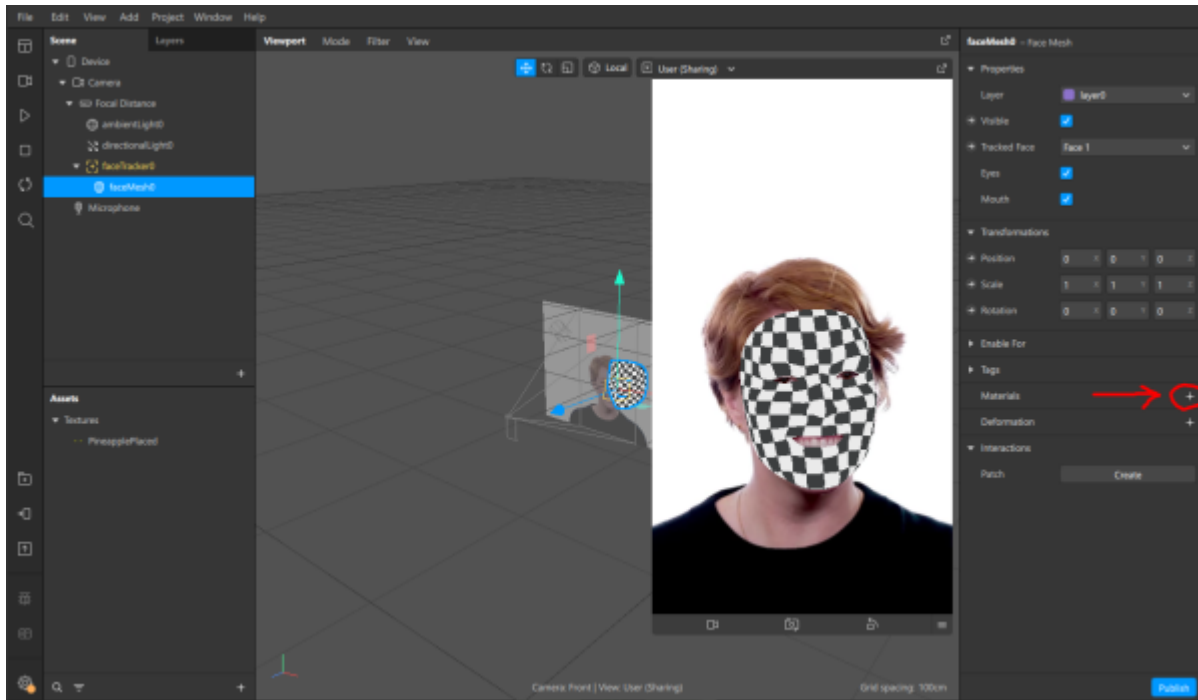 File Edit View Add Project Window Help
Scene Layers
Device
Camera
Focal Distance
ambientLight0
directionalLight0
faceTracker0
faceMesh0
Microphone
Assets
Textures
PineapplePlaced
Viewport Mode Filter View
Local User (Sharing)
Camera: Front | View: User (Sharing) Grid spacing: 100cm
faceMesh0 – Face Mesh
Properties
Layer layer0
Visible
Tracked Face Face 1
Eyes
Mouth
Transformations
Position 0 X 0 Y 0 Z
Scale 1 X 1 Y 1 Z
Rotation 0 X 0 Y 0 Z
Enable For
Tags
Materials +
Deformation +
Interactions
Patch Create
Publish